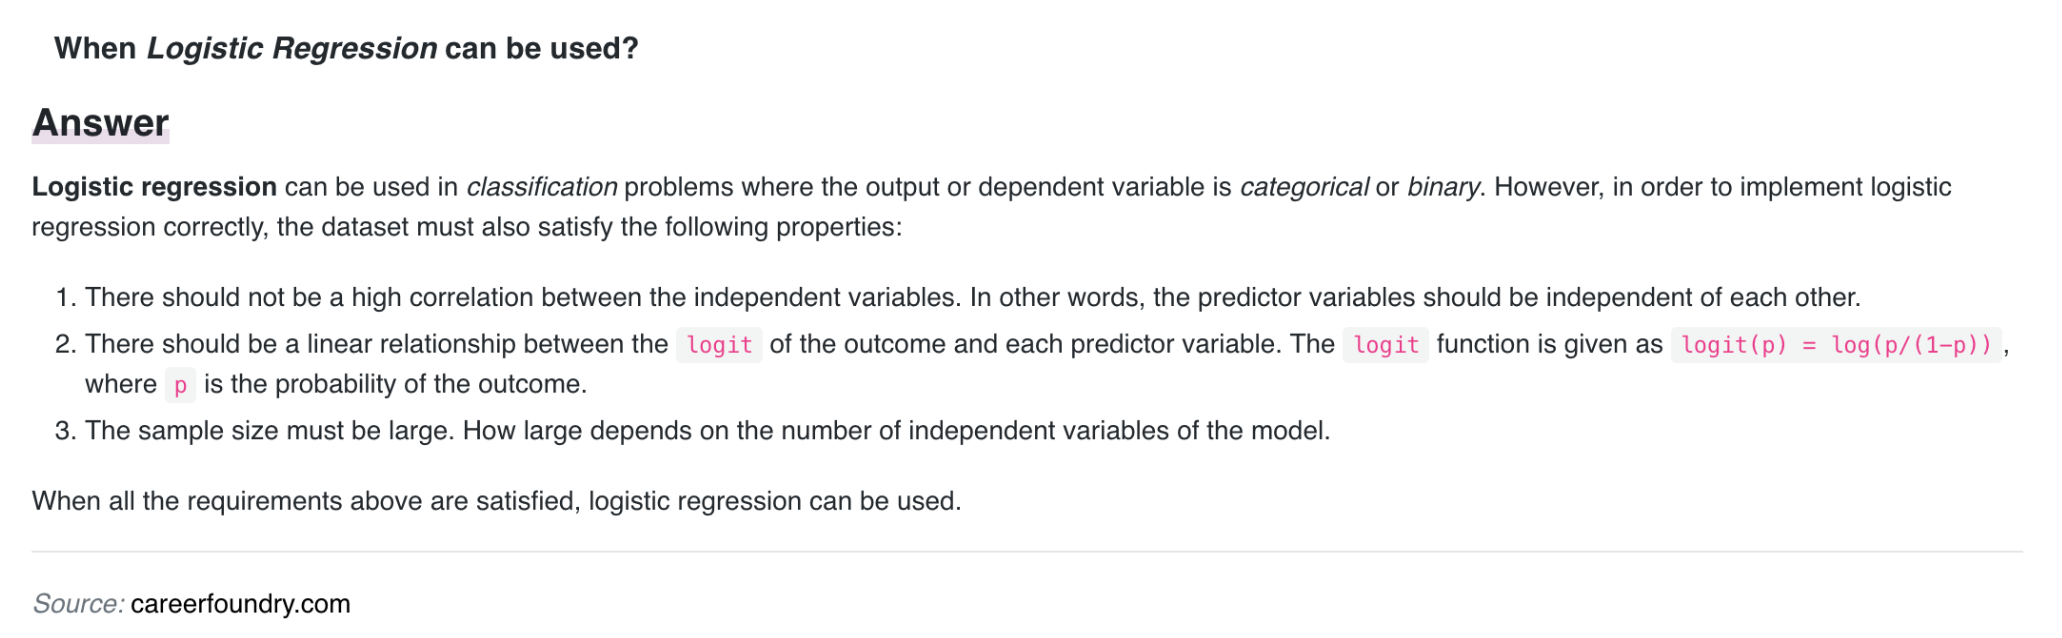 When Logistic Regression can be used?
Answer
Logistic regression can be used in classification problems where the output or dependent variable is categorical or binary. However, in order to implement logistic
regression correctly, the dataset must also satisfy the following properties:
1. There should not be a high correlation between the independent variables. In other words, the predictor variables should be independent of each other.
2. There should be a linear relationship between the logit of the outcome and each predictor variable. The logit function is given as logit(p) = log(p/(1-p)) ,
where p is the probability of the outcome.
3. The sample size must be large. How large depends on the number of independent variables of the model.
When all the requirements above are satisfied, logistic regression can be used.
Source: careerfoundry.com